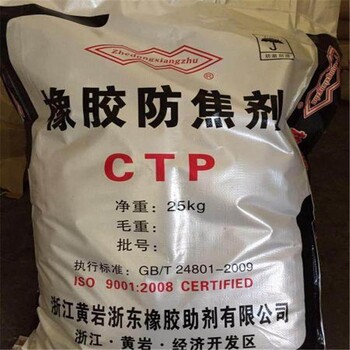 Zhedongxiangzhu
®
橡胶防焦剂
CTP
净重：25kg
毛重：
批号：
执行标准：GB/T 24801-2009
ISO 9001:2008 CERTIFIED
浙江黄岩浙东橡胶助剂有限公司
浙江·黄岩·经济开发区